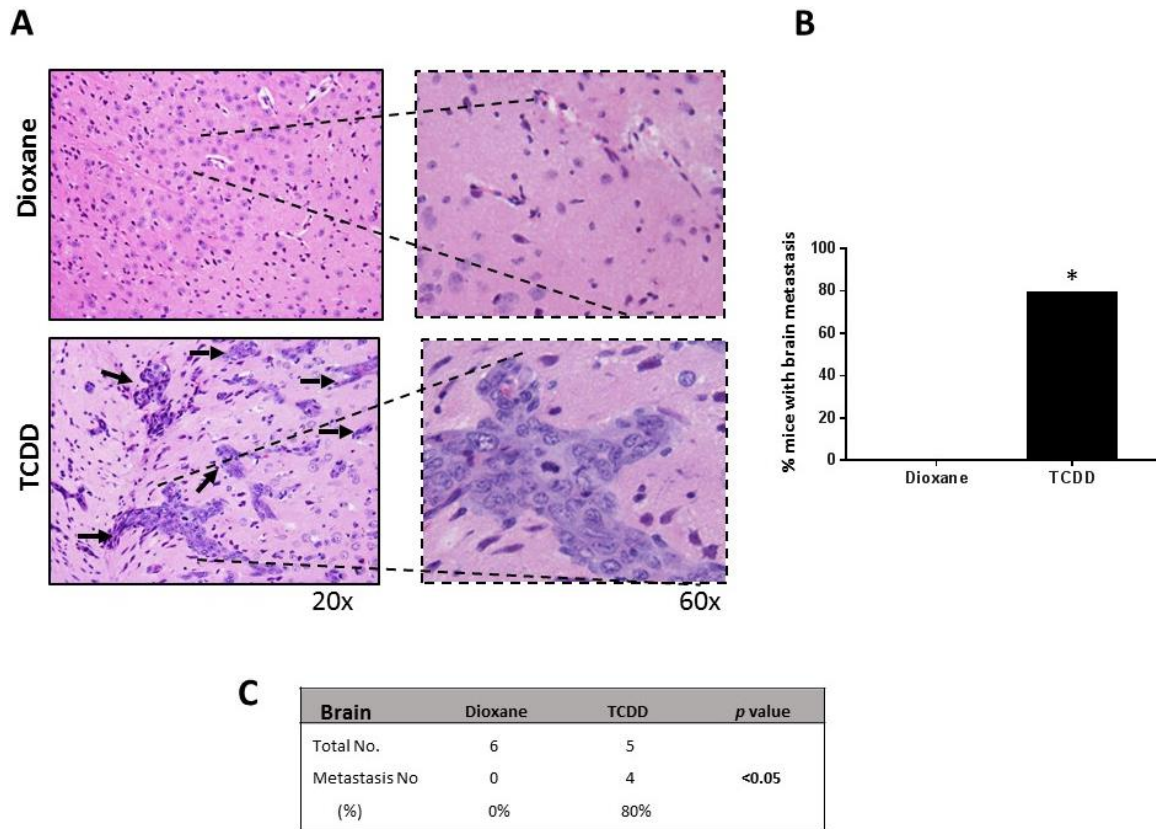 A
B
Dioxane
TCDD
20x
60x
% mice with brain metastasis
100
80
60
40
20
0
*
Dioxane
TCDD
C
Brain Dioxane TCDD p value
Total No. 6 5
Metastasis No 0 4 <0.05
(%) 0% 80%